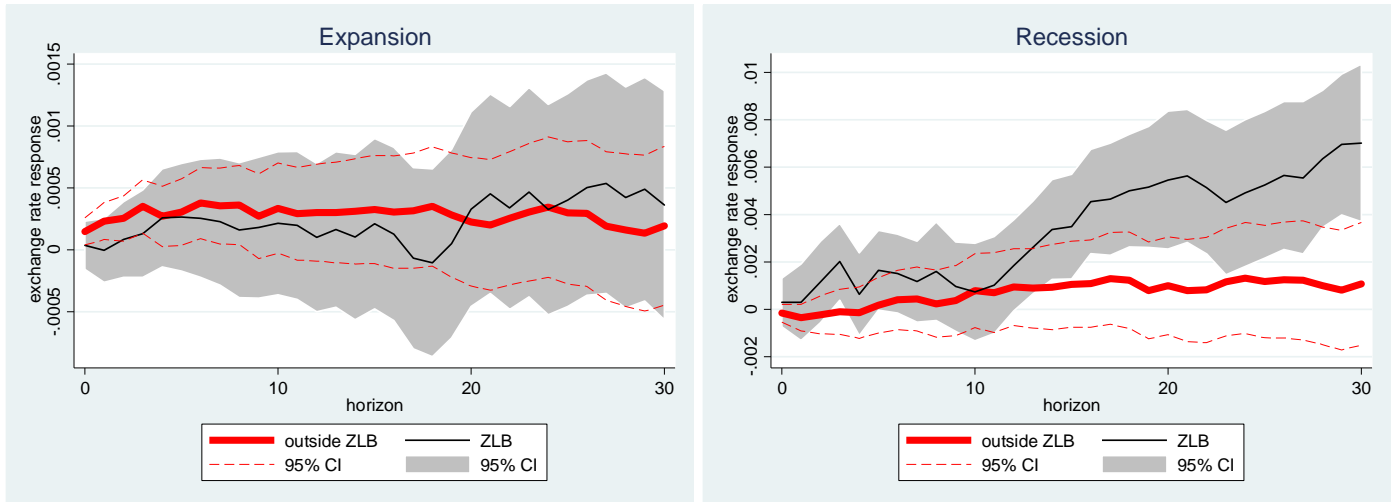 Expansion
exchange rate response
.0015
.001
.0005
0
-.0005
0 10 20 30
horizon
outside ZLB ZLB
95% CI 95% CI
Recession
exchange rate response
.01
.008
.006
.004
.002
0
-.002
0 10 20 30
horizon
outside ZLB ZLB
95% CI 95% CI